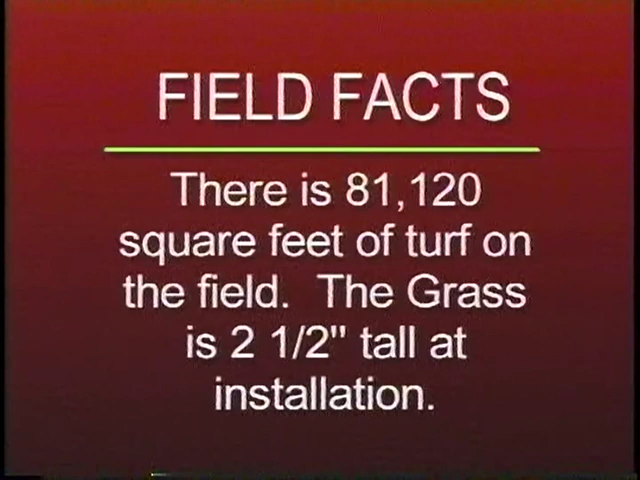 FIELD FACTS
There is 81,120
square feet of turf on
the field.  The Grass
is 2 1/2" tall at
installation.